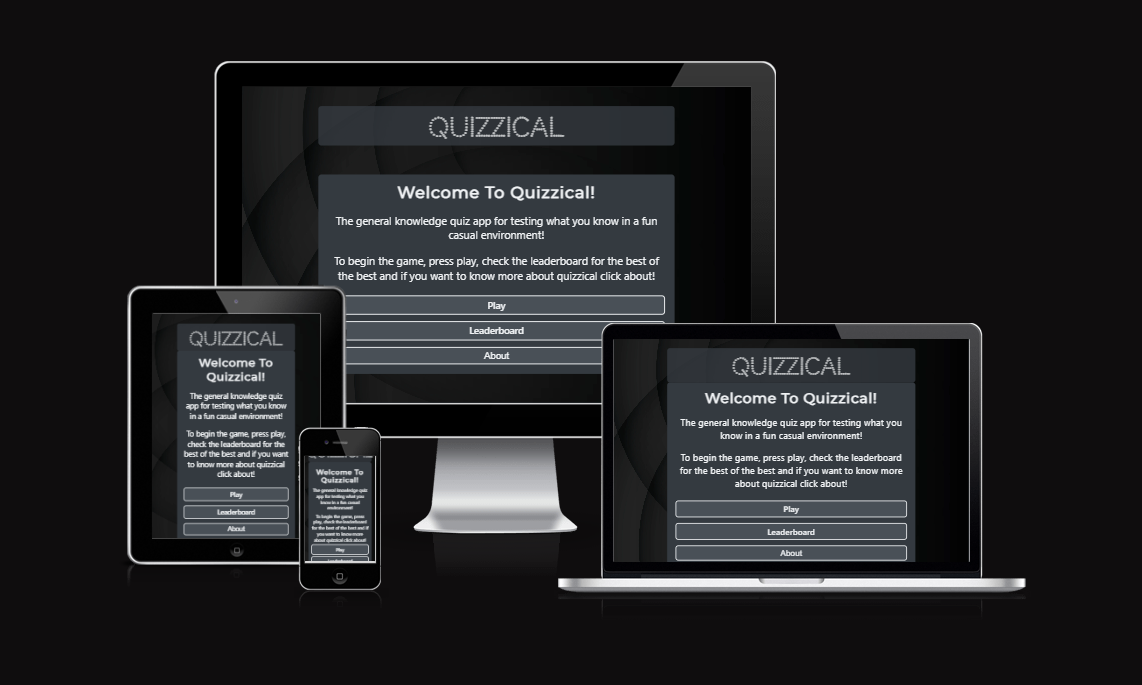 QUIZZICAL
Welcome To Quizzical!
The general knowledge quiz app for testing what you know in a fun
casual environment!
To begin the game, press play, check the leaderboard for the best of
the best and if you want to know more about quizzical click about!
Play
Leaderboard
About
QUIZZICAL
Welcome To
Quizzical!
The general knowledge quiz
app for testing what you know
in a fun casual environment!
To begin the game, press play,
check the leaderboard for the
best of the best and if you want
to know more about quizzical
click about!
Play
Leaderboard
About
QUIZZICAL
Welcome To
Quizzical!
The general knowledge quiz
app for testing what you
know in a fun casual
environment!
To begin the game, press
play, check the leaderboard
for the best of the best and if
you want to know more
about quizzical click about!
Play
Leaderboard
QUIZZICAL
Welcome To Quizzical!
The general knowledge quiz app for testing what you
know in a fun casual environment!
To begin the game, press play, check the leaderboard
for the best of the best and if you want to know more
about quizzical click about!
Play
Leaderboard
About